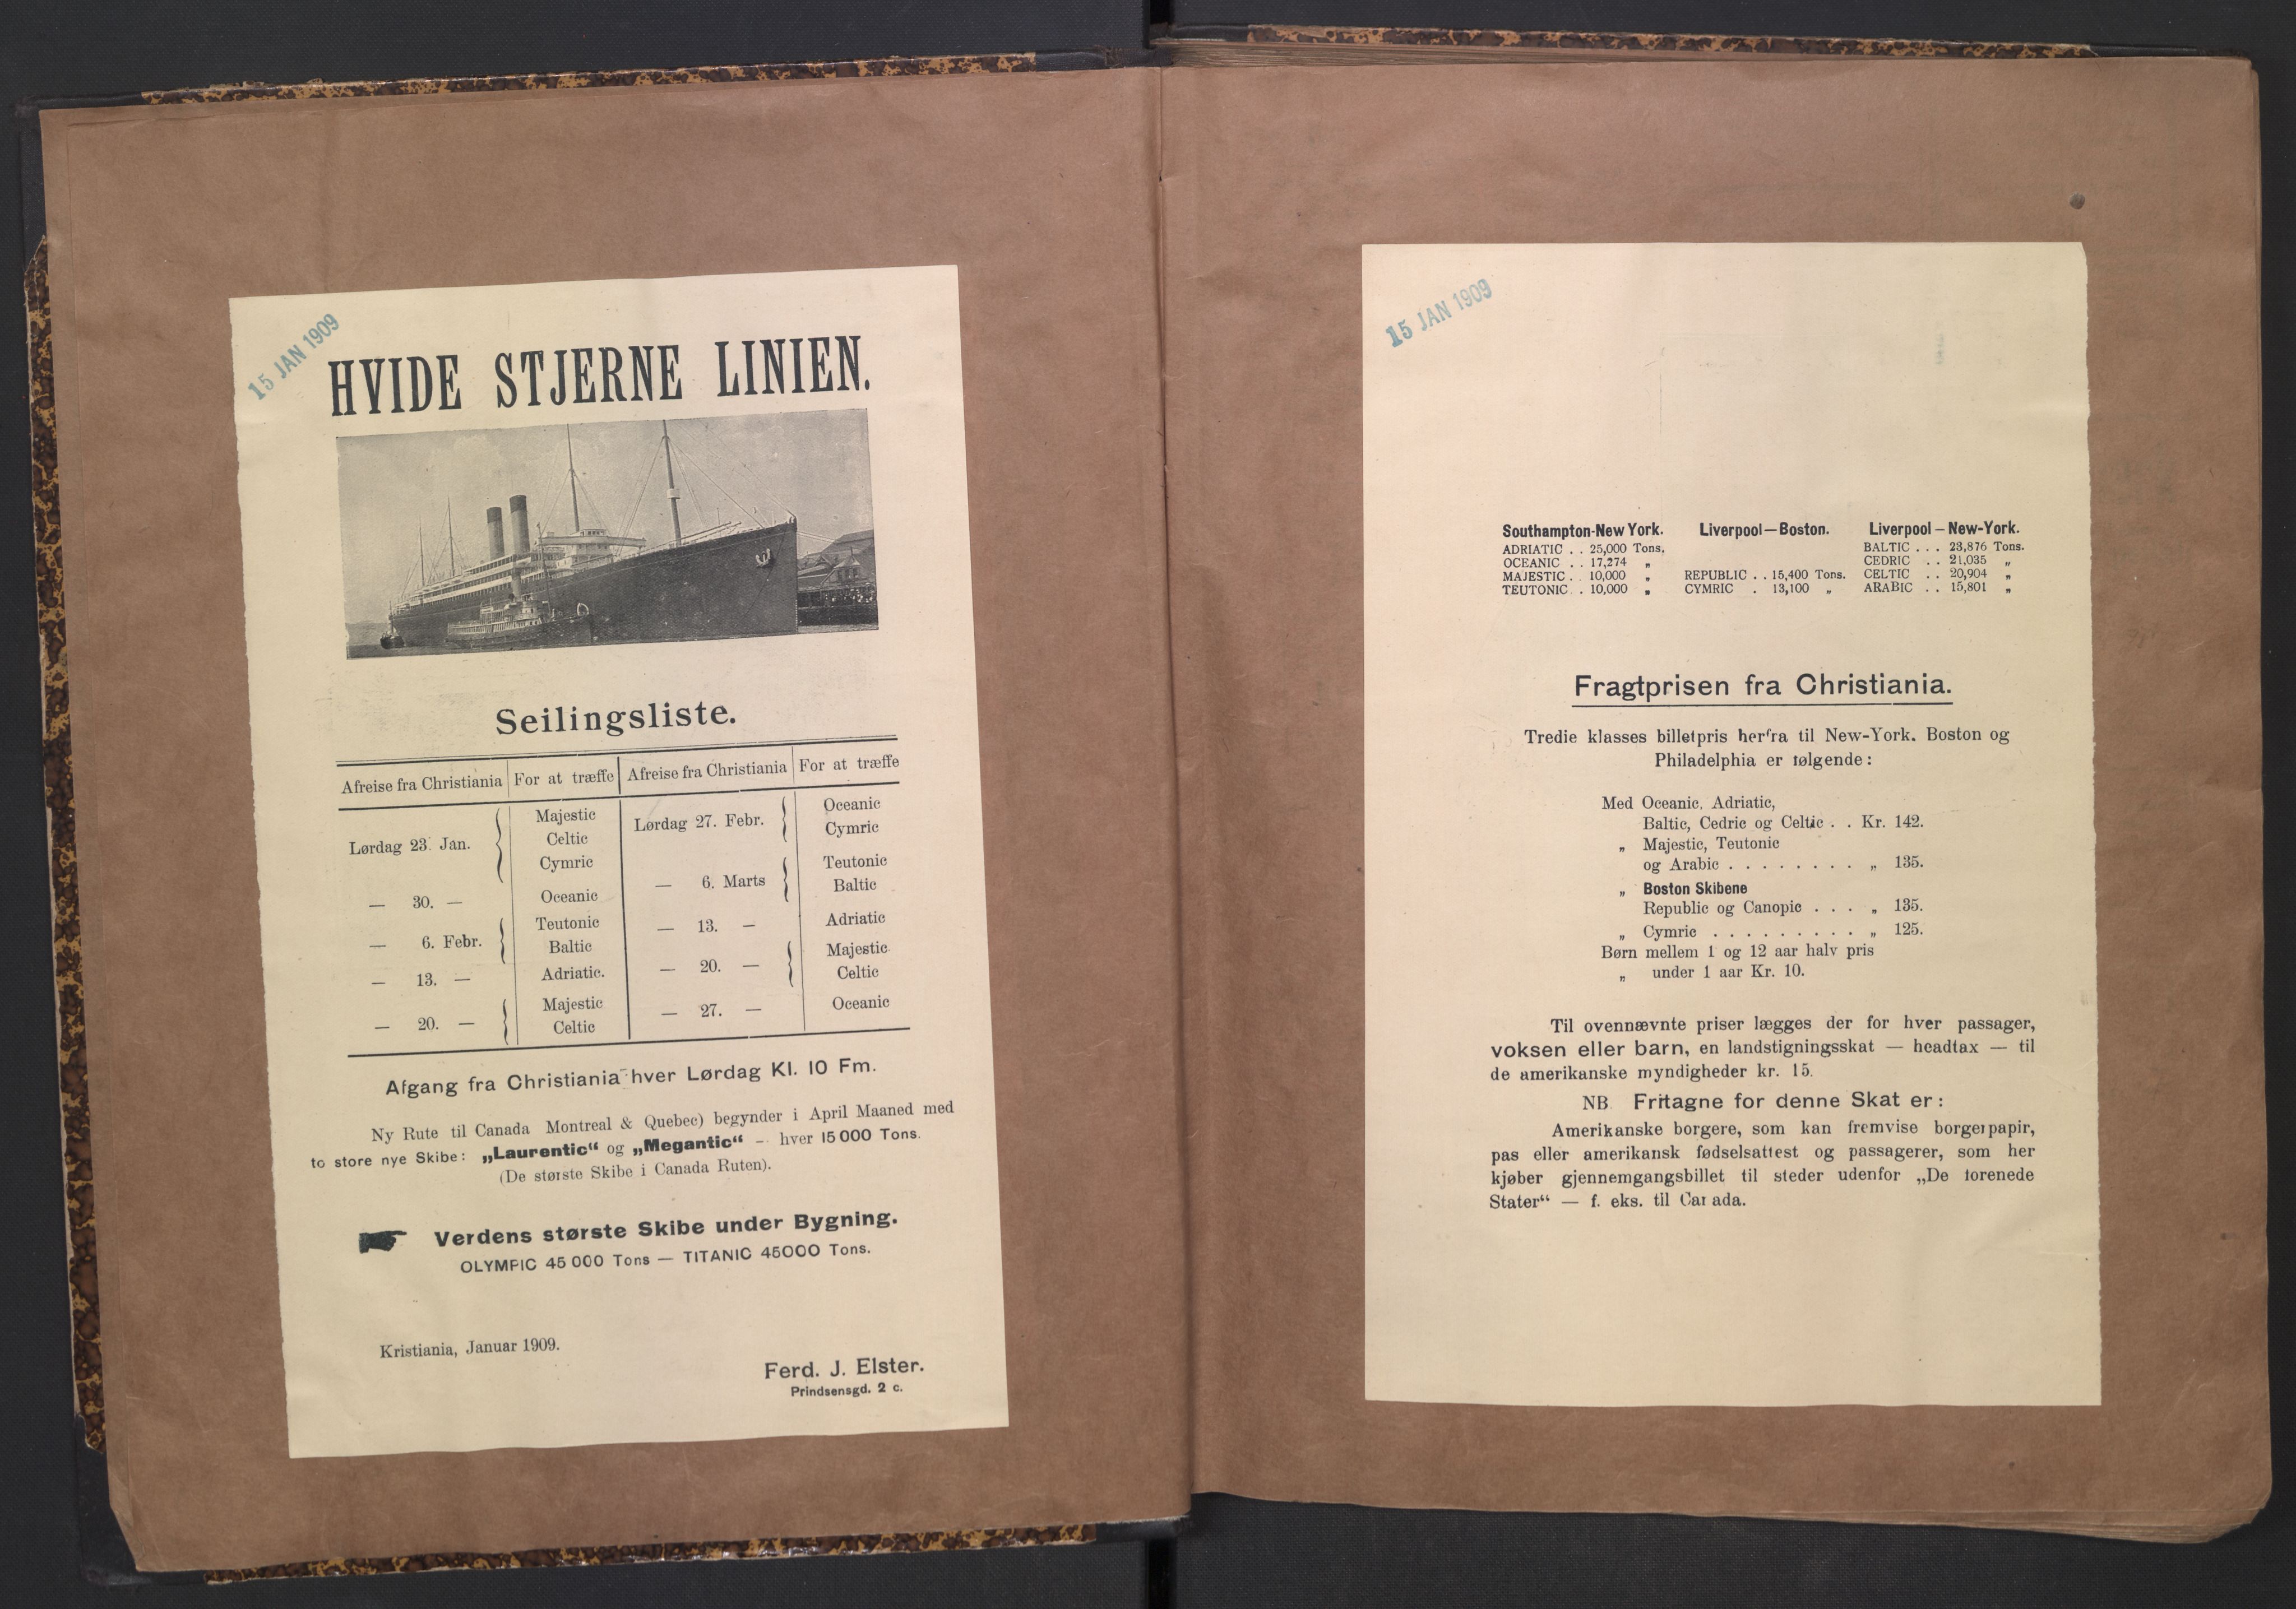 15 JAN 1909
HVIDE STJERNE LINIEN.
Seilingsliste.
Afreise fra Christiania For at træffe Afreise fra Christiania For at træffe
Lørdag 23. Jan. Majestic
Celtic
Cymric
— 30. — Oceanic
— 6. Febr. Teutonic
Baltic
— 13. — Adriatic.
— 20. — Majestic
Celtic
Lørdag 27. Febr. Oceanic
Cymric
— 6. Marts Teutonic
Baltic
— 13. — Adriatic
— 20. — Majestic
Celtic
— 27. — Oceanic
Afgang fra Christiania hver Lørdag Kl. 10 Fm.
Ny Rute til Canada Montreal & Quebec) begynder i April Maaned med
to store nye Skibe: „Laurentic“ og „Megantic“ — hver 15 000 Tons.
(De største Skibe i Canada Ruten).
Verdens største Skibe under Bygning.
OLYMPIC 45 000 Tons — TITANIC 45000 Tons.
Kristiania, Januar 1909.
Ferd. J. Elster.
Prindsensgd. 2 c.
15 JAN 1909
Southampton-New York.
ADRIATIC . . 25,000 Tons.
OCEANIC . . 17,274 „
MAJESTIC . 10,000 „
TEUTONIC . . 10,000 „
Liverpool—Boston.
REPUBLIC . . 15,400 Tons.
CYMRIC . 13,100 „
Liverpool – New-York.
BALTIC . . . 23,876 Tons.
CEDRIC . . 21,035 „
CELTIC . . 20,904 „
ARABIC . . 15,801 „
Fragtprisen fra Christiania.
Tredie klasses billetpris herfra til New-York. Boston og
Philadelphia er følgende:
Med Oceanic, Adriatic,
Baltic, Cedric og Celtic . . Kr. 142.
„ Majestic, Teutonic
og Arabic . . . . . . . . „ 135.
„ Boston Skibene
Republic og Canopic . . . „ 135.
„ Cymric . . . . . . . . . „ 125.
Børn mellem 1 og 12 aar halv pris
„ under 1 aar Kr. 10.
Til ovennævnte priser lægges der for hver passager,
voksen eller barn, en landstigningsskat — headtax — til
de amerikanske myndigheder kr. 15.
NB. Fritagne for denne Skat er:
Amerikanske borgere, som kan fremvise borgerpapir,
pas eller amerikansk fødselsattest og passagerer, som her
kjøber gjennemgangsbillet til steder udenfor „De forenede
Stater“ — f. eks. til Canada.